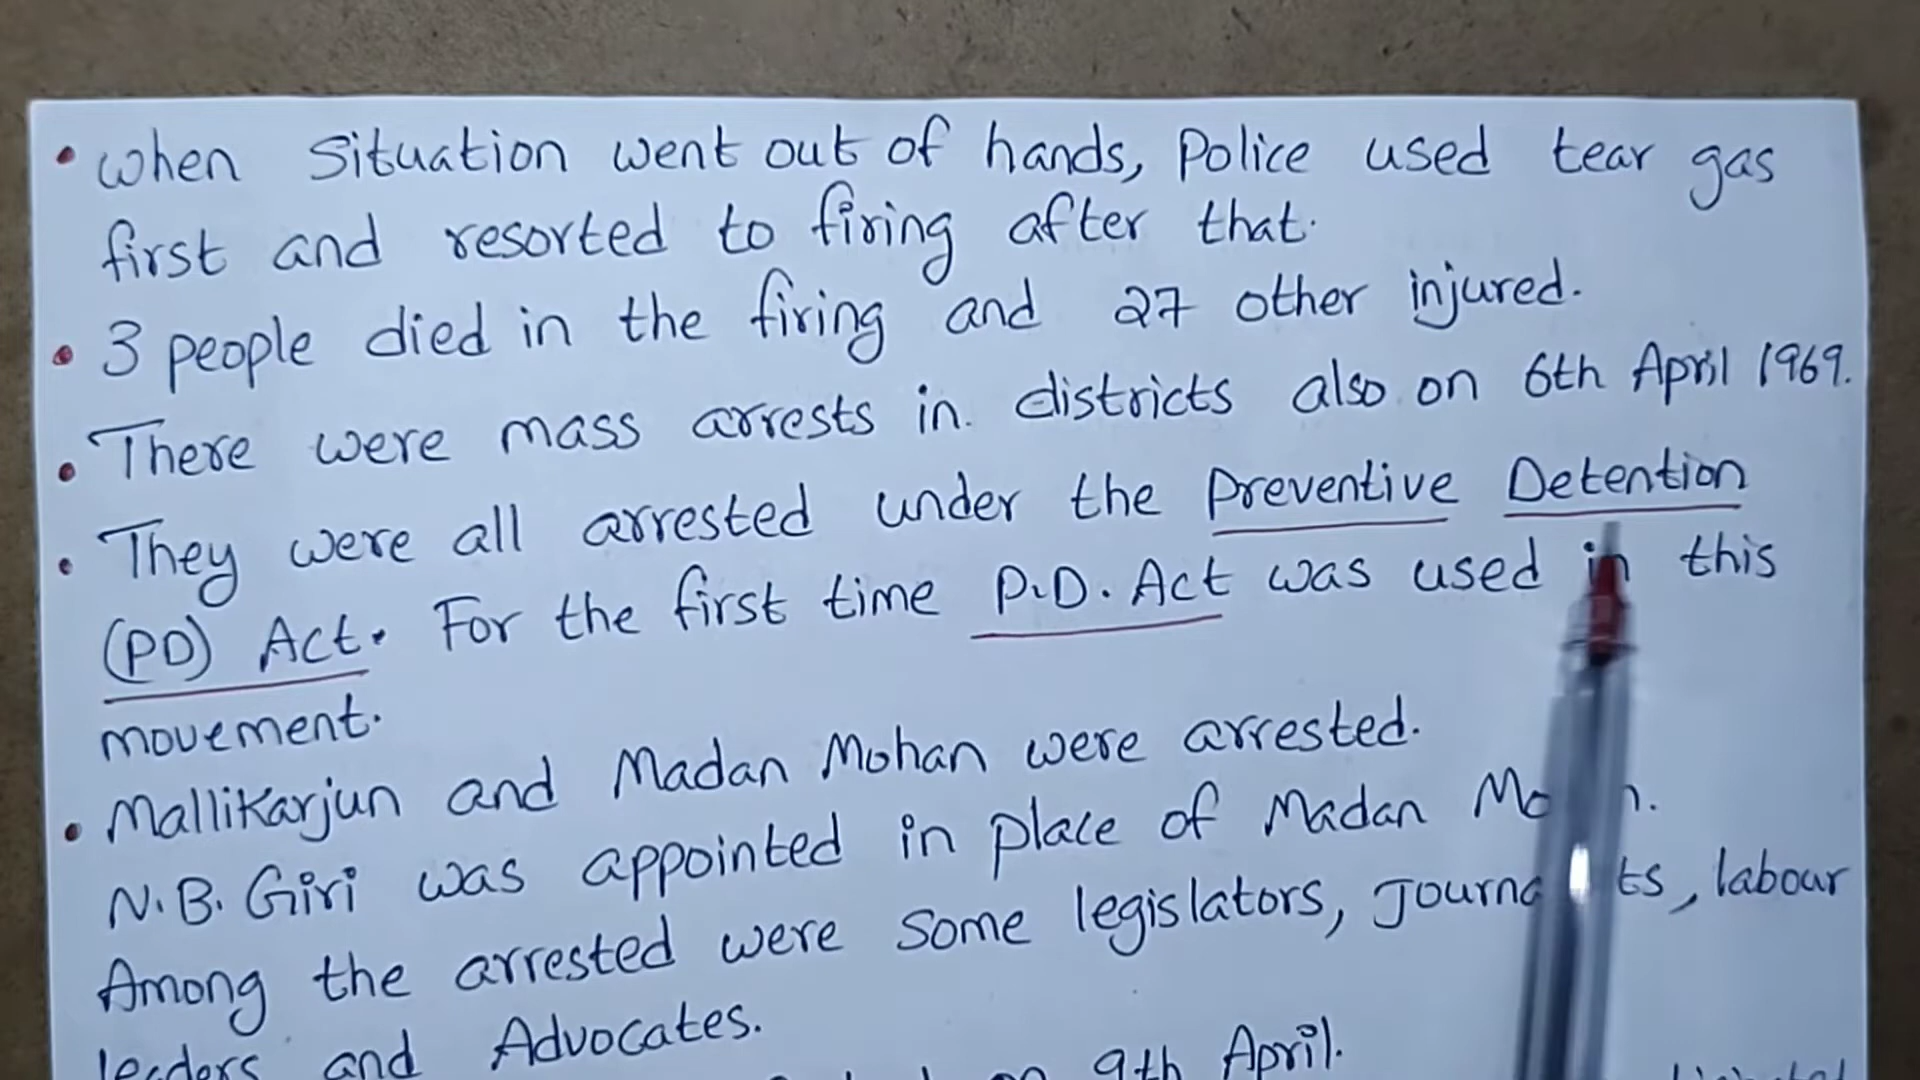 • When Situation went out of hands, Police used tear gas
first and resorted to firing after that.
• 3 people died in the firing and 27 other injured.
• There were mass arrests in districts also on 6th April 1969.
• They were all arrested under the Preventive Detention
(PD) Act. For the first time P.D. Act was used in this
movement.
• Mallikarjun and Madan Mohan were arrested.
N.B. Giri was appointed in place of Madan
Among the arrested were some legislators, labour
leaders and Advocates.
on 9th April.